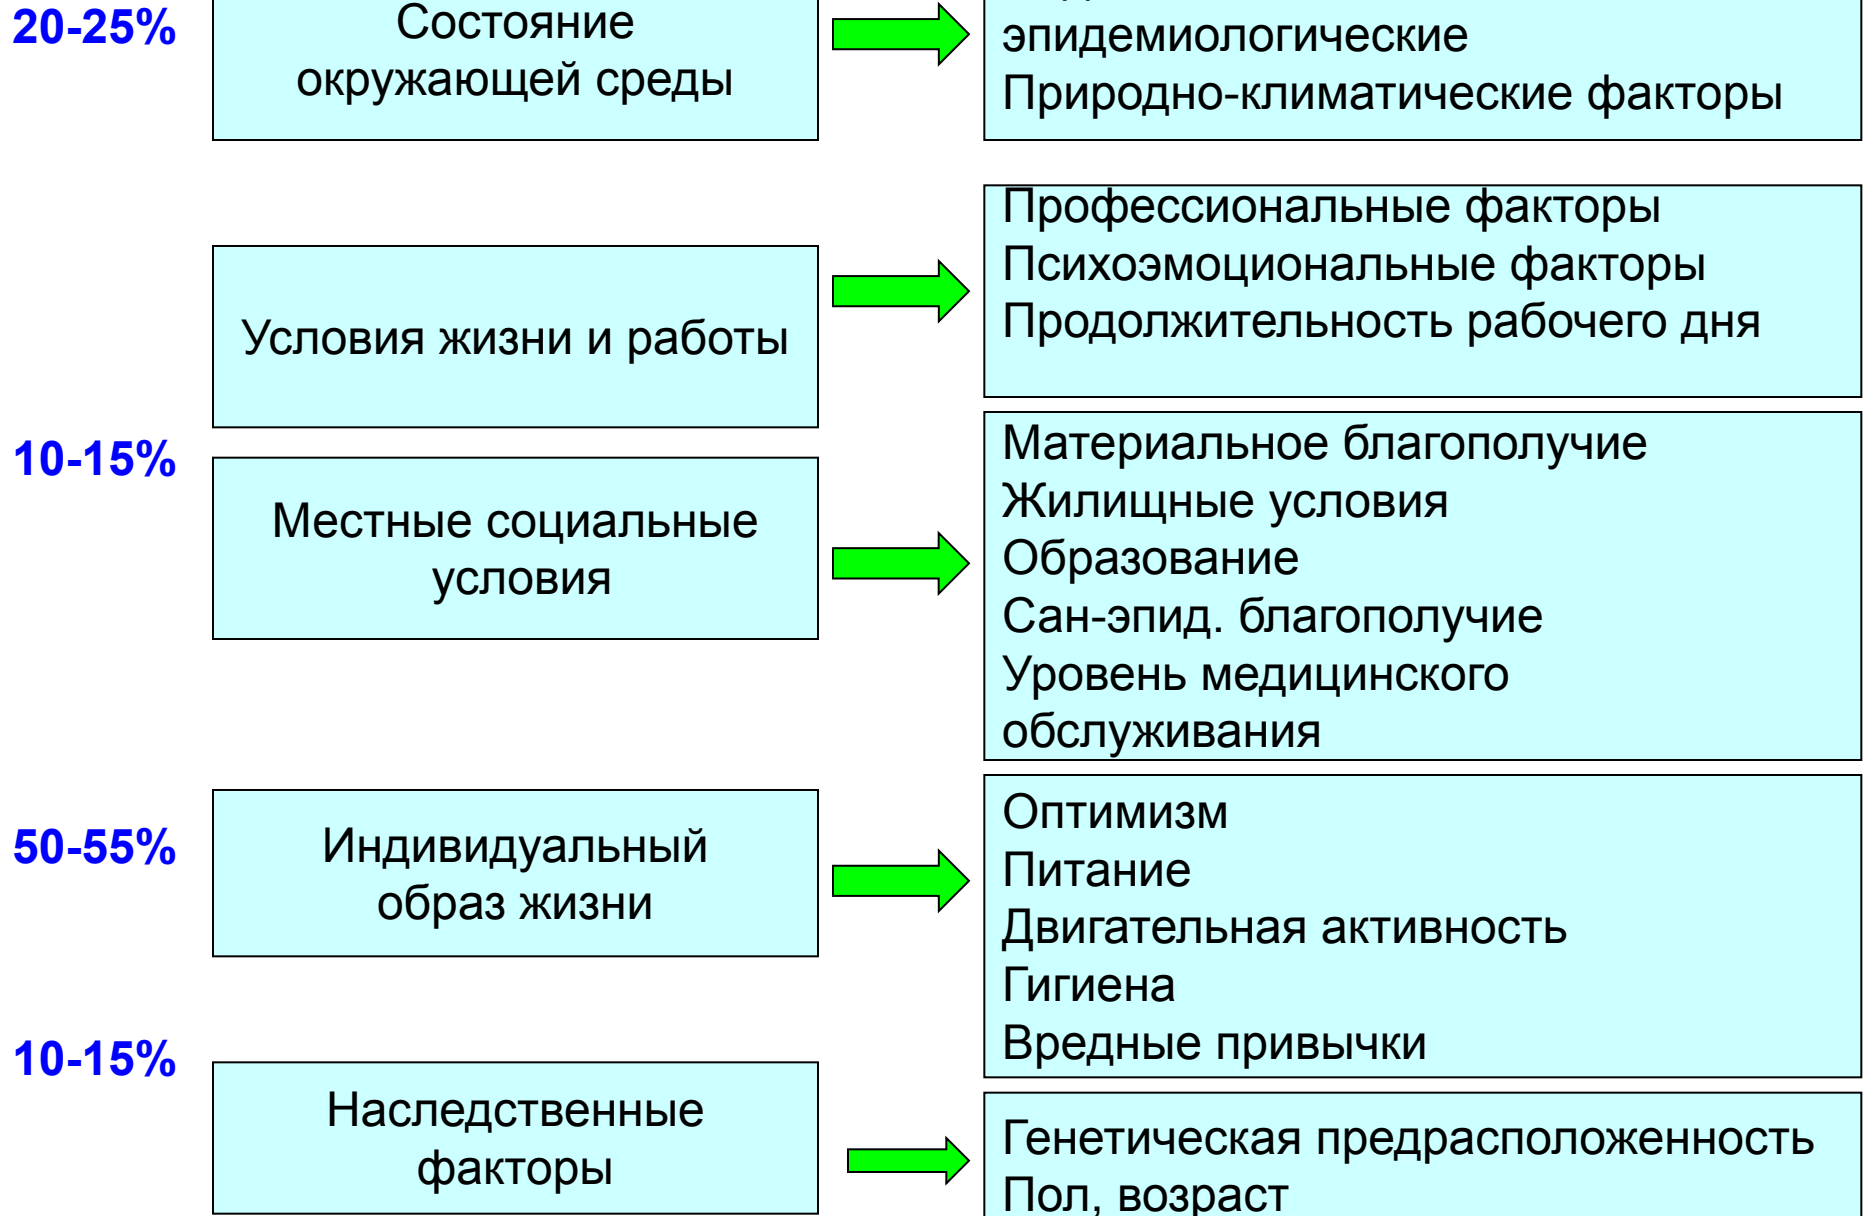 20-25%
Состояние
окружающей среды
эпидемиологические
Природно-климатические факторы
Условия жизни и работы
Профессиональные факторы
Психоэмоциональные факторы
Продолжительность рабочего дня
10-15%
Местные социальные
условия
Материальное благополучие
Жилищные условия
Образование
Сан-эпид. благополучие
Уровень медицинского
обслуживания
50-55%
Индивидуальный
образ жизни
Оптимизм
Питание
Двигательная активность
Гигиена
Вредные привычки
10-15%
Наследственные
факторы
Генетическая предрасположенность
Пол, возраст